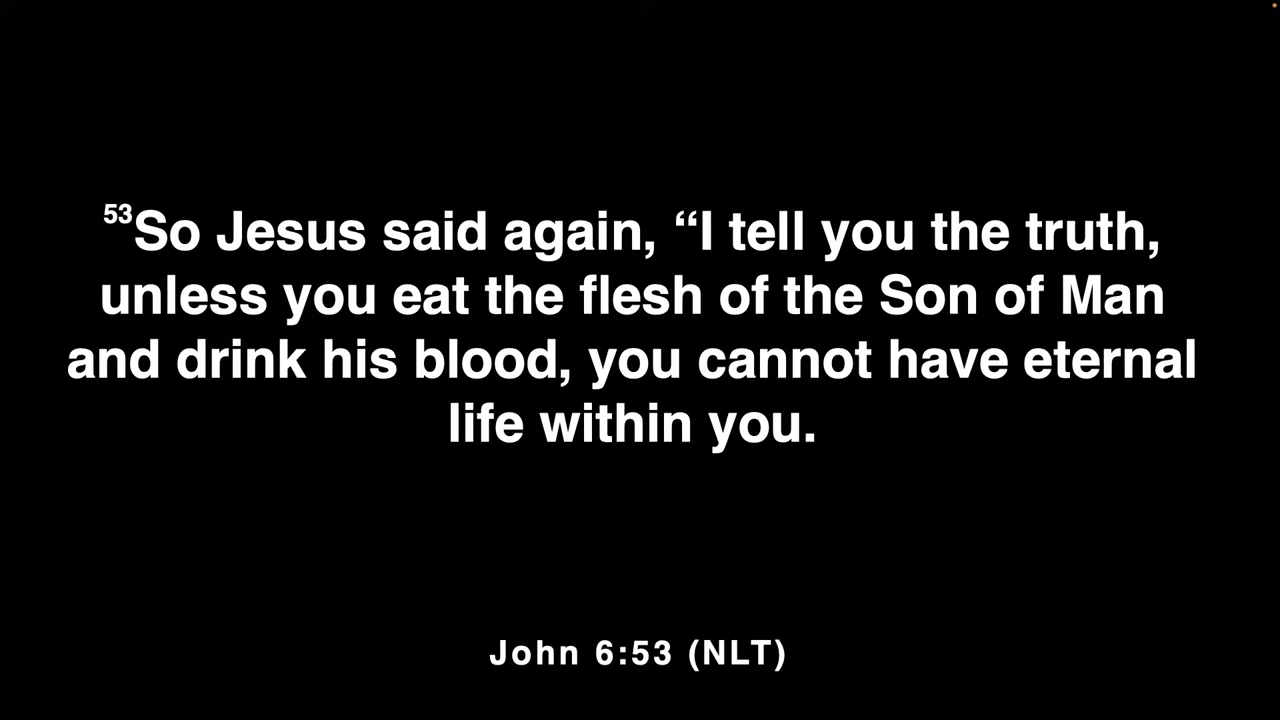 53So Jesus said again, “I tell you the truth,
unless you eat the flesh of the Son of Man
and drink his blood, you cannot have eternal
life within you.
John 6:53 (NLT)